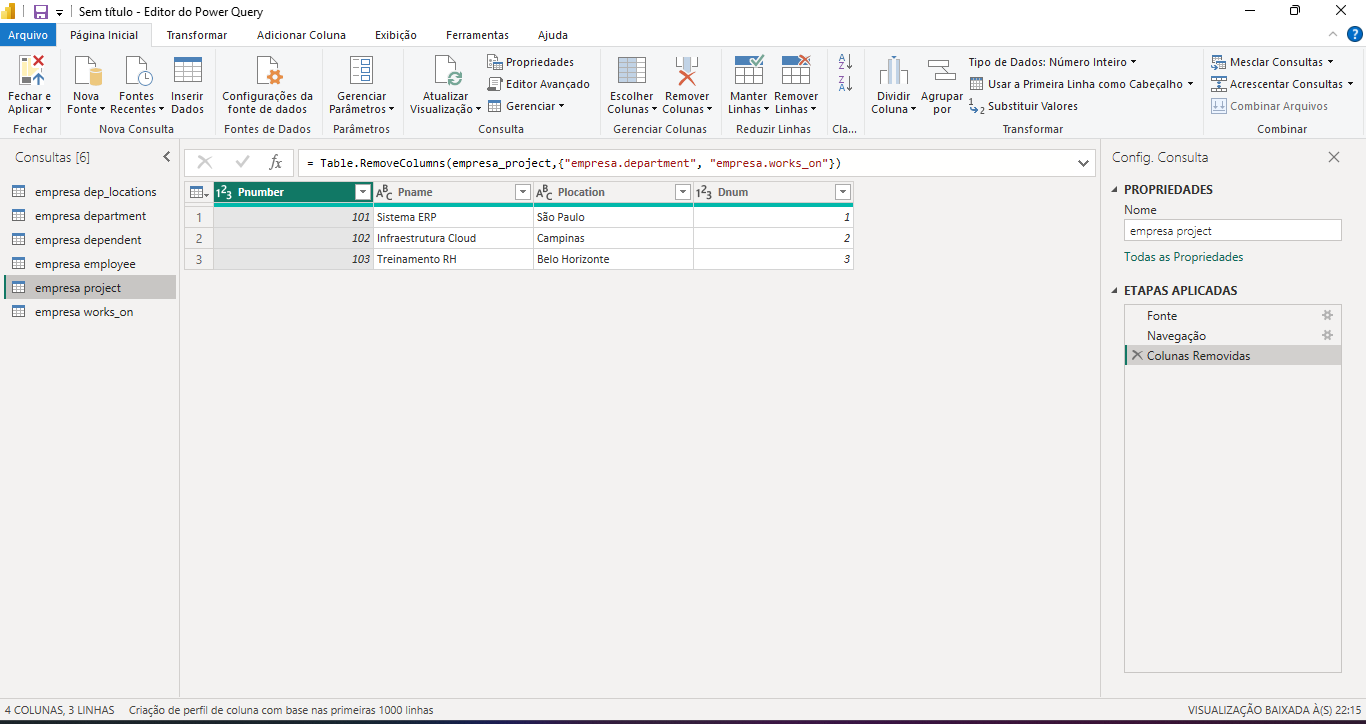 Sem título - Editor do Power Query
Arquivo Página Inicial Transformar Adicionar Coluna Exibição Ferramentas Ajuda
?
Fechar e Aplicar
Fechar
Nova Fonte
Fontes Recentes
Inserir Dados
Nova Consulta
Configurações da fonte de dados
Fontes de Dados
Gerenciar Parâmetros
Parâmetros
Atualizar Visualização
Propriedades
Editor Avançado
Gerenciar
Consulta
Escolher Colunas
Remover Colunas
Gerenciar Colunas
Manter Linhas
Remover Linhas
Reduzir Linhas
A
Z
Z
A
Cla...
Dividir Coluna
Agrupar por
Tipo de Dados: Número Inteiro
Usar a Primeira Linha como Cabeçalho
1 2 Substituir Valores
Transformar
Mesclar Consultas
Acrescentar Consultas
Combinar Arquivos
Combinar
Consultas [6]
empresa dep_locations
empresa department
empresa dependent
empresa employee
empresa project
empresa works_on
fx
= Table.RemoveColumns(empresa_project,{"empresa.department", "empresa.works_on"})
123 Pnumber ABC Pname ABC Plocation 123 Dnum
1 101 Sistema ERP São Paulo 1
2 102 Infraestrutura Cloud Campinas 2
3 103 Treinamento RH Belo Horizonte 3
Config. Consulta
PROPRIEDADES
Nome
empresa project
Todas as Propriedades
ETAPAS APLICADAS
Fonte
Navegação
Colunas Removidas
4 COLUNAS, 3 LINHAS Criação de perfil de coluna com base nas primeiras 1000 linhas
VISUALIZAÇÃO BAIXADA À(S) 22:15